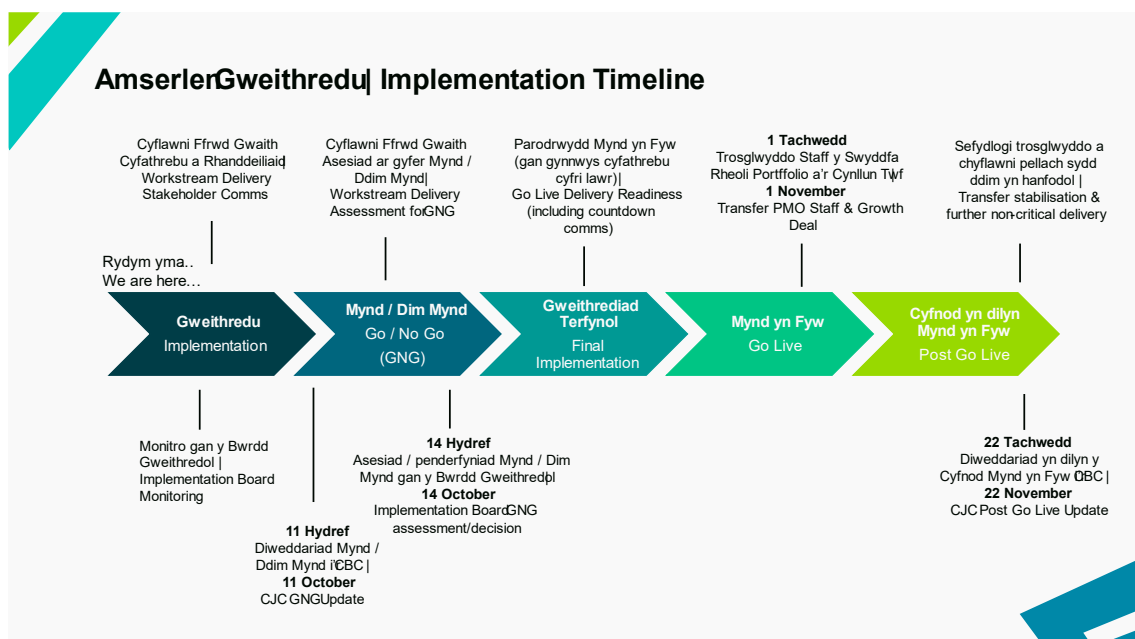 Amserlen Gweithredu | Implementation Timeline
Cyflawni Ffrwd Gwaith
Cyfathrebu a Rhanddeiliaid|
Workstream Delivery
Stakeholder Comms
Cyflawni Ffrwd Gwaith
Asesiad ar gyfer Mynd /
Ddim Mynd|
Workstream Delivery
Assessment for GNG
Parodrwydd Mynd yn Fyw
(gan gynnwys cyfathrebu
cyfri lawr)|
Go Live Delivery Readiness
(including countdown
comms)
1 Tachwedd
Trosglwyddo Staff y Swyddfa
Rheoli Portffolio a'r Cynllun Twf|
1 November
Transfer PMO Staff & Growth
Deal
Sefydlogi trosglwyddo a
chyflawni pellach sydd
ddim yn hanfodol |
Transfer stabilisation &
further non-critical delivery
Rydym yma..
We are here...
Gweithredu
Implementation
Mynd / Dim Mynd
Go / No Go
(GNG)
Gweithrediad
Terfynol
Final
Implementation
Mynd yn Fyw
Go Live
Cyfnod yn dilyn
Mynd yn Fyw
Post Go Live
Monitro gan y Bwrdd
Gweithredol |
Implementation Board
Monitoring
11 Hydref
Diweddariad Mynd /
Ddim Mynd i'r CBC |
11 October
CJC GNG Update
14 Hydref
Asesiad / penderfyniad Mynd / Dim
Mynd gan y Bwrdd Gweithredol|
14 October
Implementation Board GNG
assessment/decision
22 Tachwedd
Diweddariad yn dilyn y
Cyfnod Mynd yn Fyw i'r CBC |
22 November
CJC Post Go Live Update